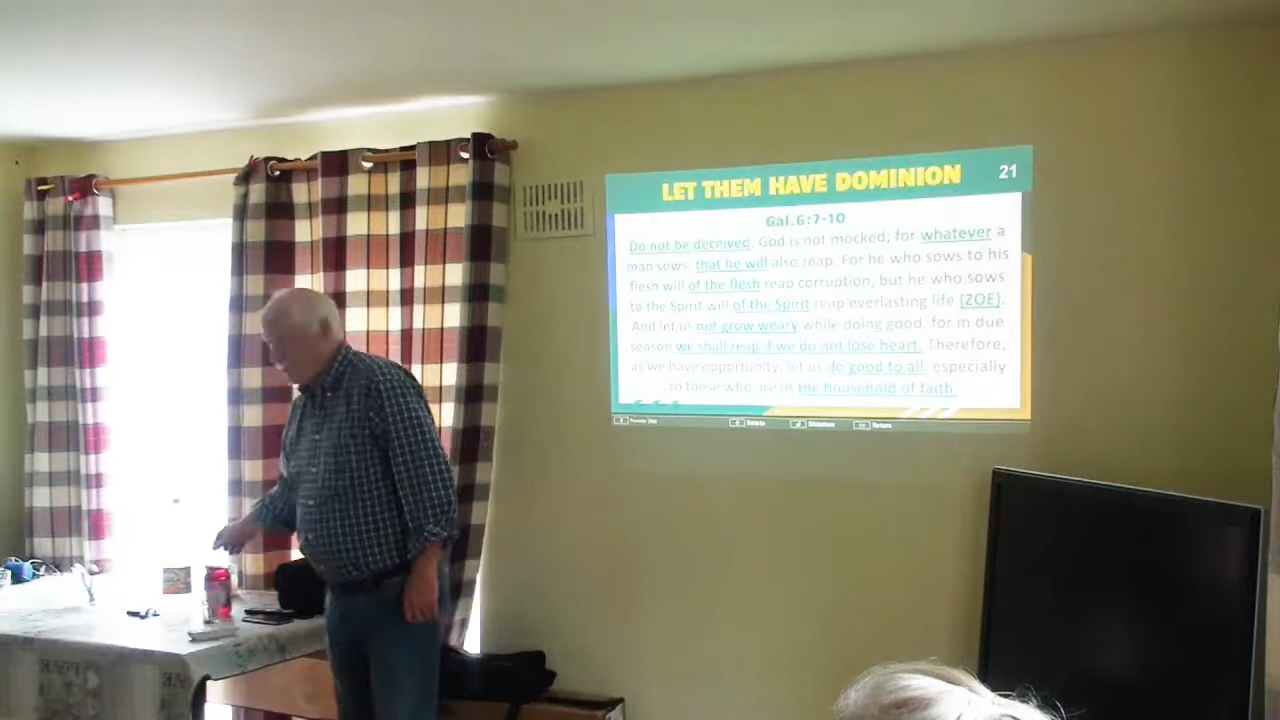 LET THEM HAVE DOMINION 21
Gal.6:7-10
Do not be deceived, God is not mocked; for whatever a
man sows, that he will also reap. For he who sows to his
flesh will of the flesh reap corruption, but he who sows
to the Spirit will of the Spirit reap everlasting life (ZOE).
And let us not grow weary while doing good, for in due
season we shall reap if we do not lose heart. Therefore,
as we have opportunity, let us do good to all, especially
to those who are of the household of faith.
Rotate Slideshow Return
LOVE